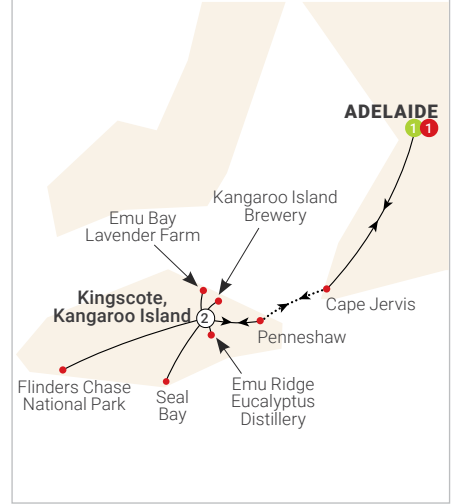 ADELAIDE
1 1
Kangaroo Island
Brewery
Emu Bay
Lavender Farm
Kingscote,
Kangaroo Island
2
Cape Jervis
Penneshaw
Flinders Chase
National Park
Seal
Bay
Emu Ridge
Eucalyptus
Distillery